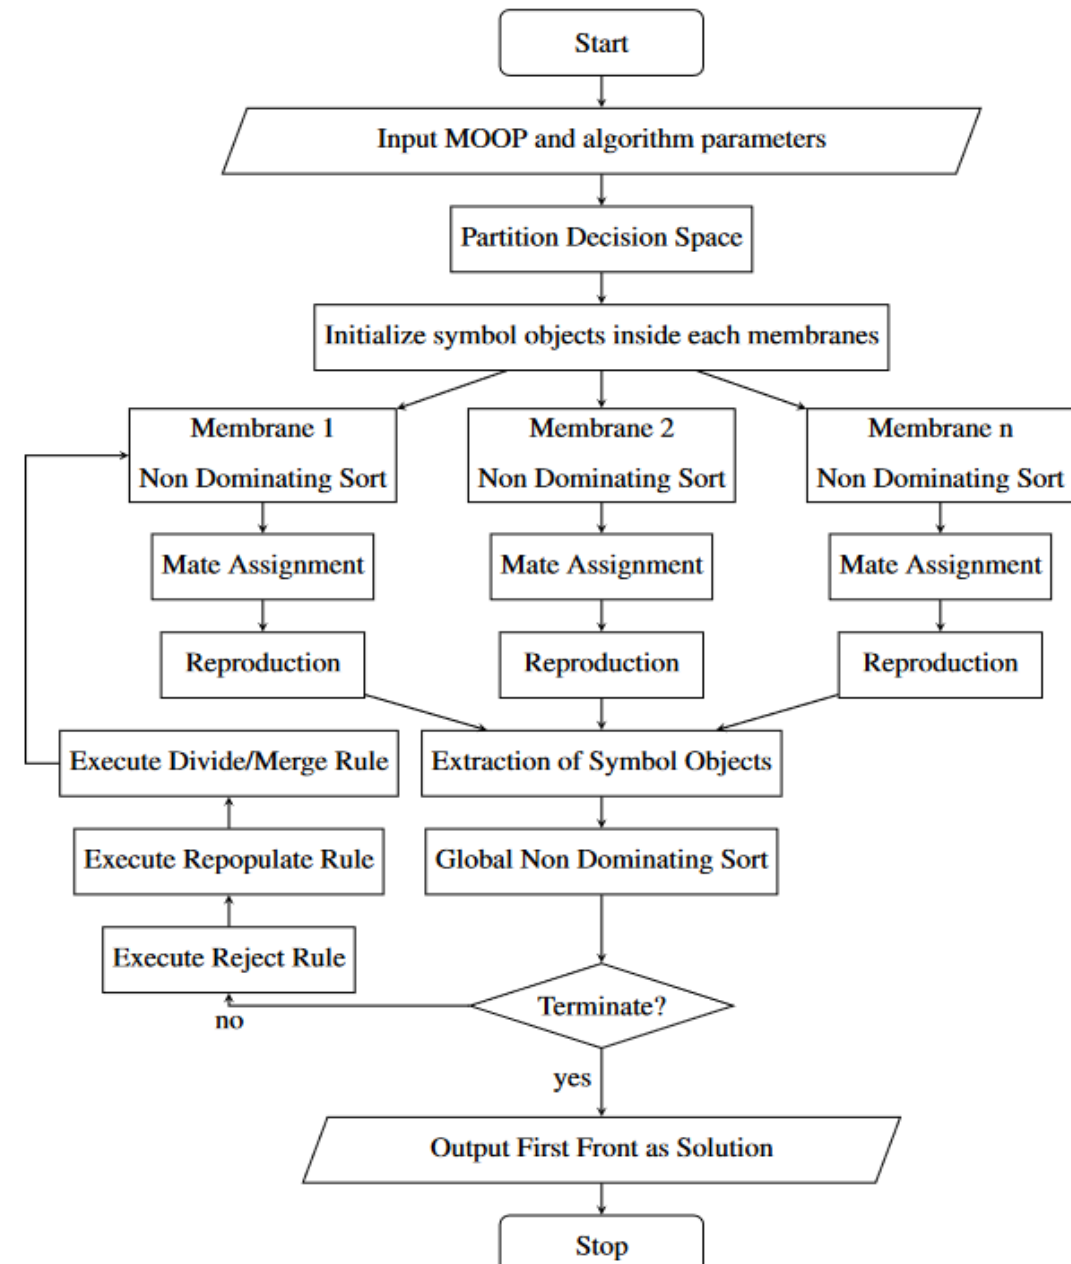 Start
Input MOOP and algorithm parameters
Partition Decision Space
Initialize symbol objects inside each membranes
Membrane 1
Non Dominating Sort
Membrane 2
Non Dominating Sort
Membrane n
Non Dominating Sort
Mate Assignment
Mate Assignment
Mate Assignment
Reproduction
Reproduction
Reproduction
Execute Divide/Merge Rule
Extraction of Symbol Objects
Execute Repopulate Rule
Global Non Dominating Sort
Execute Reject Rule
Terminate?
no
yes
Output First Front as Solution
Stop